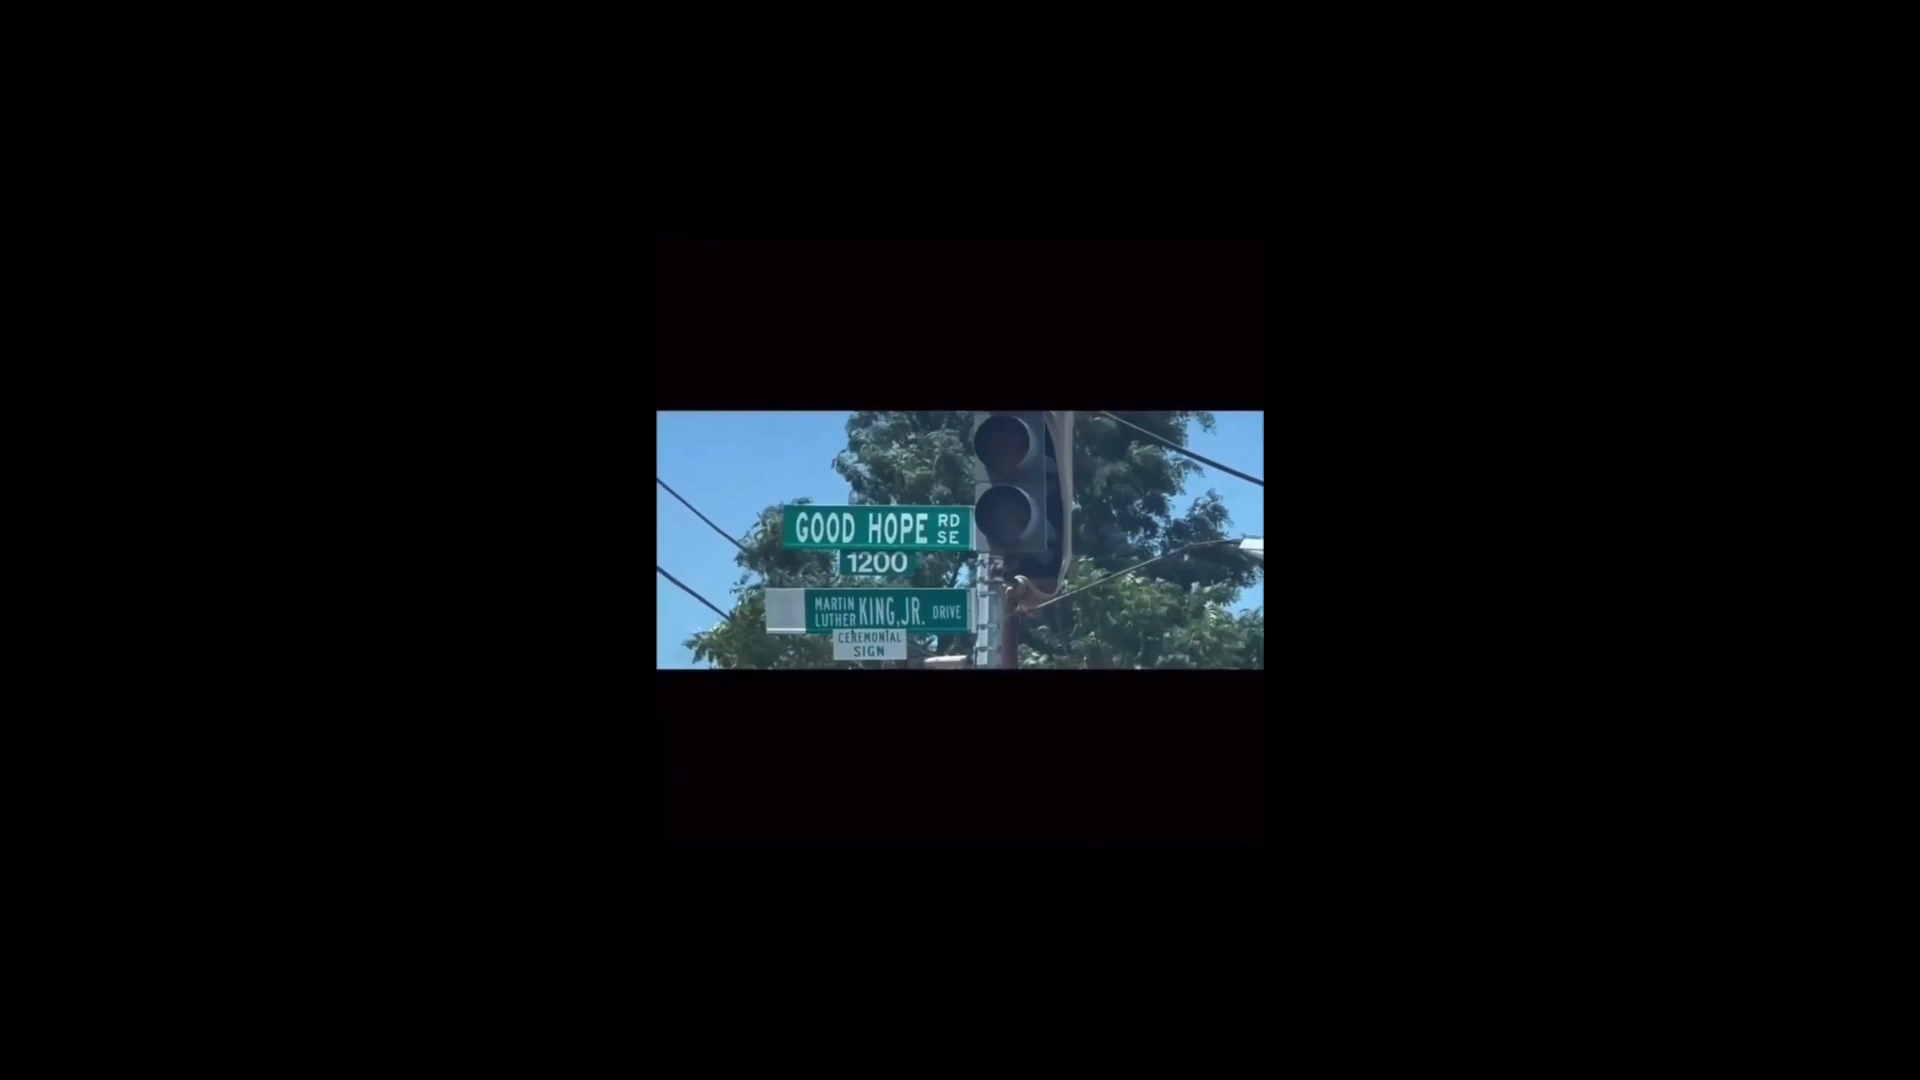 GOOD HOPE RD SE
1200
MARTIN LUTHER KING, JR. DRIVE
CEREMONIAL
SIGN